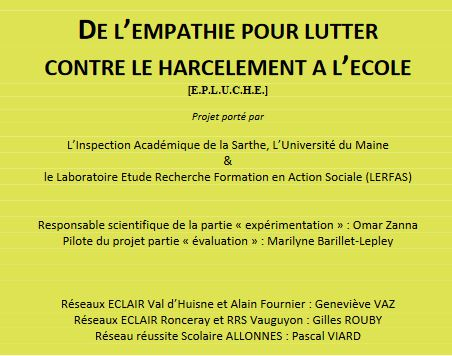 DE L'EMPATHIE POUR LUTTER
CONTRE LE HARCELEMENT A L'ECOLE
[E.P.L.U.C.H.E.]
Projet porté par
L'Inspection Académique de la Sarthe, L'Université du Maine
&
le Laboratoire Etude Recherche Formation en Action Sociale (LERFAS)
Responsable scientifique de la partie « expérimentation » : Omar Zanna
Pilote du projet partie « évaluation » : Marilyne Barillet-Lepley
Réseaux ECLAIR Val d'Huisne et Alain Fournier : Geneviève VAZ
Réseaux ECLAIR Ronceray et RRS Vauguyon : Gilles ROUBY
Réseau réussite Scolaire ALLONNES : Pascal VIARD